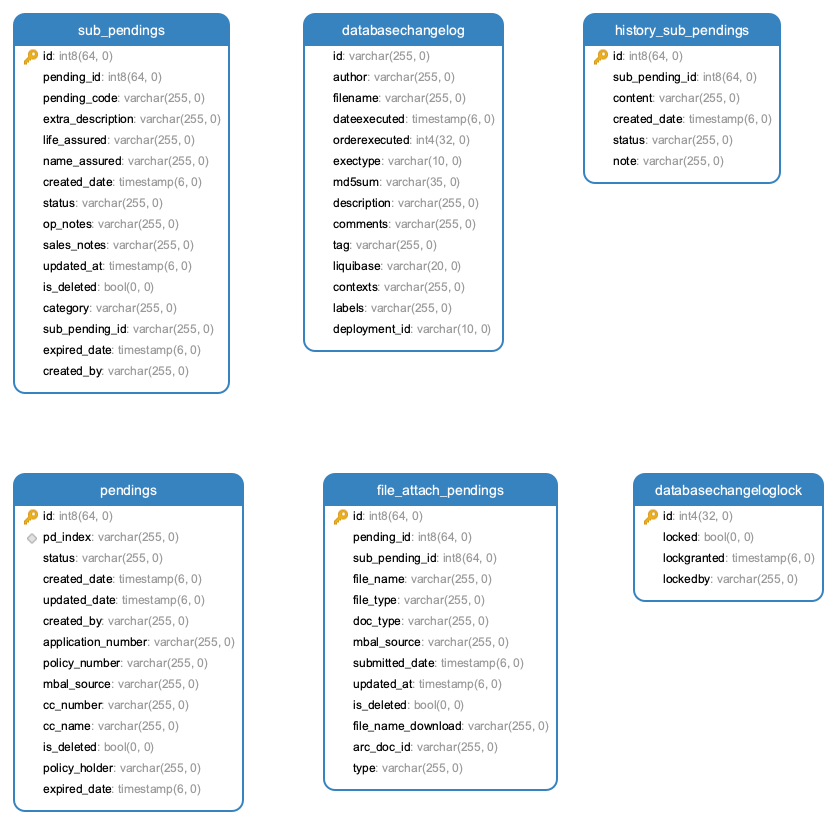 sub_pendings
id: int8(64, 0)
pending_id: int8(64, 0)
pending_code: varchar(255, 0)
extra_description: varchar(255, 0)
life_assured: varchar(255, 0)
name_assured: varchar(255, 0)
created_date: timestamp(6, 0)
status: varchar(255, 0)
op_notes: varchar(255, 0)
sales_notes: varchar(255, 0)
updated_at: timestamp(6, 0)
is_deleted: bool(0, 0)
category: varchar(255, 0)
sub_pending_id: varchar(255, 0)
expired_date: timestamp(6, 0)
created_by: varchar(255, 0)
databasechangelog
id: varchar(255, 0)
author: varchar(255, 0)
filename: varchar(255, 0)
dateexecuted: timestamp(6, 0)
orderexecuted: int4(32, 0)
exectype: varchar(10, 0)
md5sum: varchar(35, 0)
description: varchar(255, 0)
comments: varchar(255, 0)
tag: varchar(255, 0)
liquibase: varchar(20, 0)
contexts: varchar(255, 0)
labels: varchar(255, 0)
deployment_id: varchar(10, 0)
history_sub_pendings
id: int8(64, 0)
sub_pending_id: int8(64, 0)
content: varchar(255, 0)
created_date: timestamp(6, 0)
status: varchar(255, 0)
note: varchar(255, 0)
pendings
id: int8(64, 0)
pd_index: varchar(255, 0)
status: varchar(255, 0)
created_date: timestamp(6, 0)
updated_date: timestamp(6, 0)
created_by: varchar(255, 0)
application_number: varchar(255, 0)
policy_number: varchar(255, 0)
mbal_source: varchar(255, 0)
cc_number: varchar(255, 0)
cc_name: varchar(255, 0)
is_deleted: bool(0, 0)
policy_holder: varchar(255, 0)
expired_date: timestamp(6, 0)
file_attach_pendings
id: int8(64, 0)
pending_id: int8(64, 0)
sub_pending_id: int8(64, 0)
file_name: varchar(255, 0)
file_type: varchar(255, 0)
doc_type: varchar(255, 0)
mbal_source: varchar(255, 0)
submitted_date: timestamp(6, 0)
updated_at: timestamp(6, 0)
is_deleted: bool(0, 0)
file_name_download: varchar(255, 0)
arc_doc_id: varchar(255, 0)
type: varchar(255, 0)
databasechangeloglock
id: int4(32, 0)
locked: bool(0, 0)
lockgranted: timestamp(6, 0)
lockedby: varchar(255, 0)